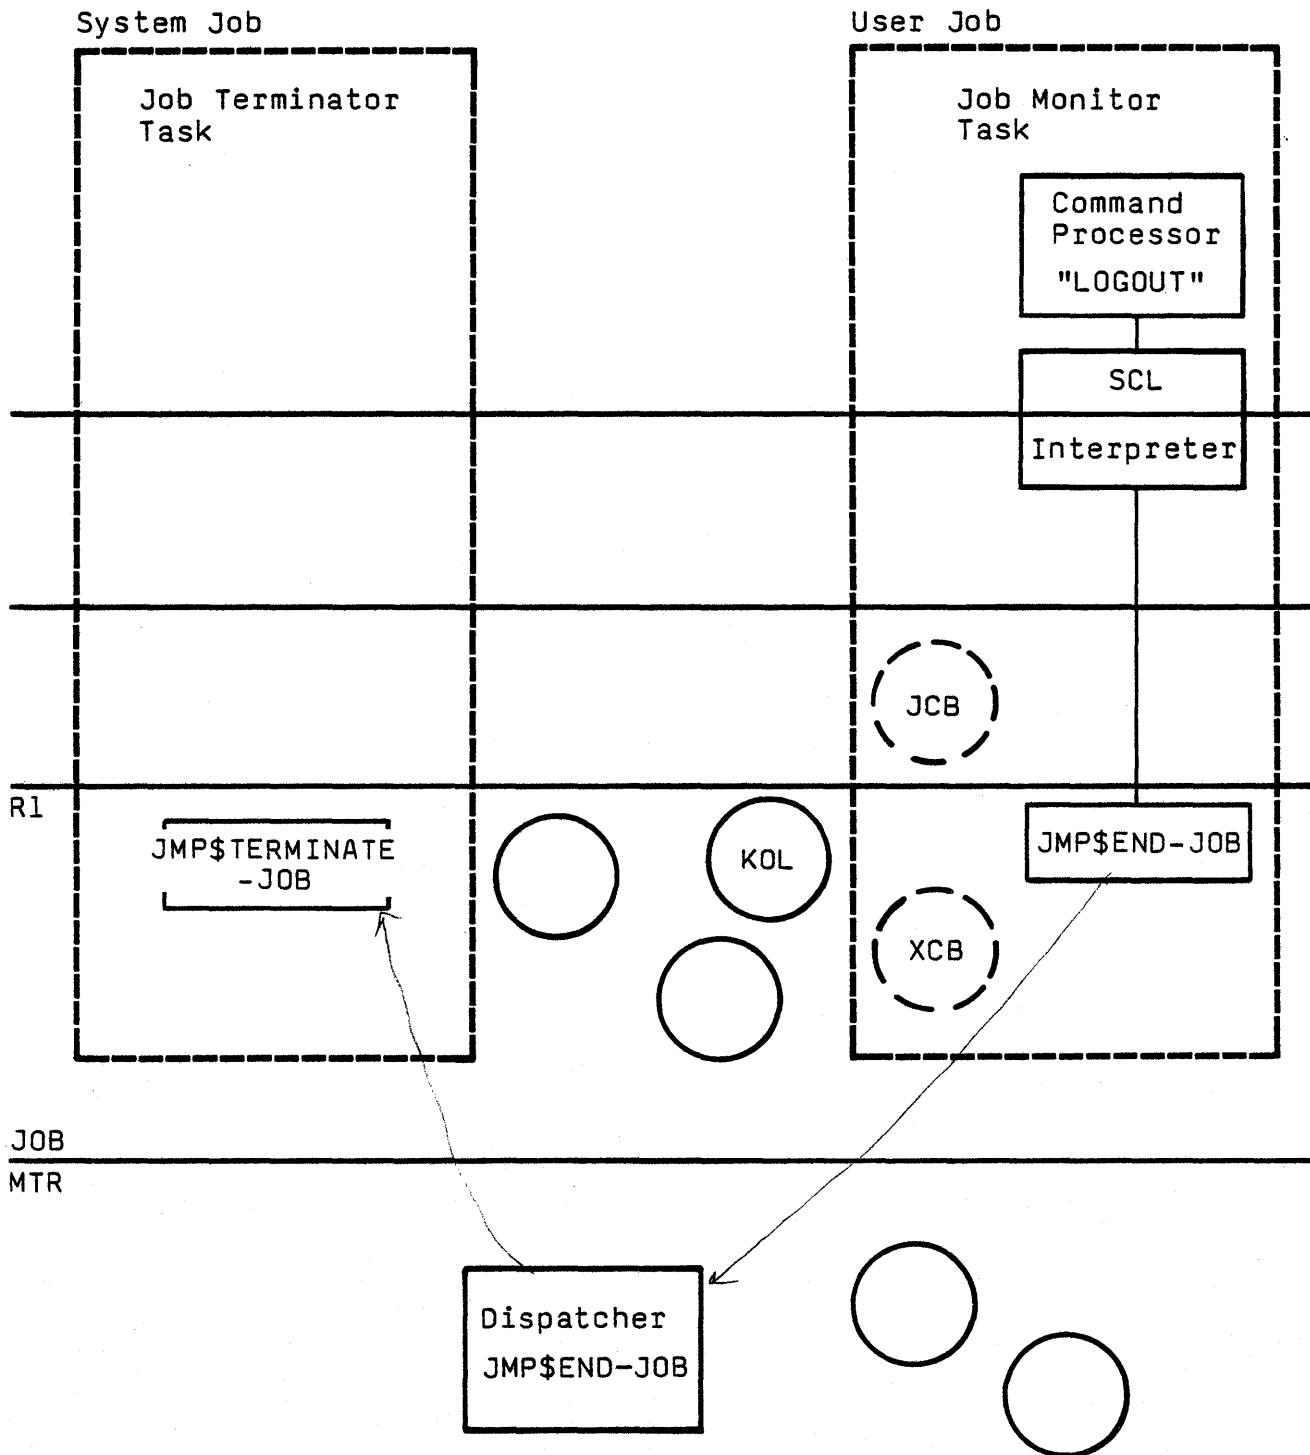 System Job
User Job
Job Terminator
Task
Job Monitor
Task
Command
Processor
"LOGOUT"
SCL
Interpreter
JCB
R1
JMP$TERMINATE
-JOB
KOL
JMP$END-JOB
XCB
JOB
MTR
Dispatcher
JMP$END-JOB